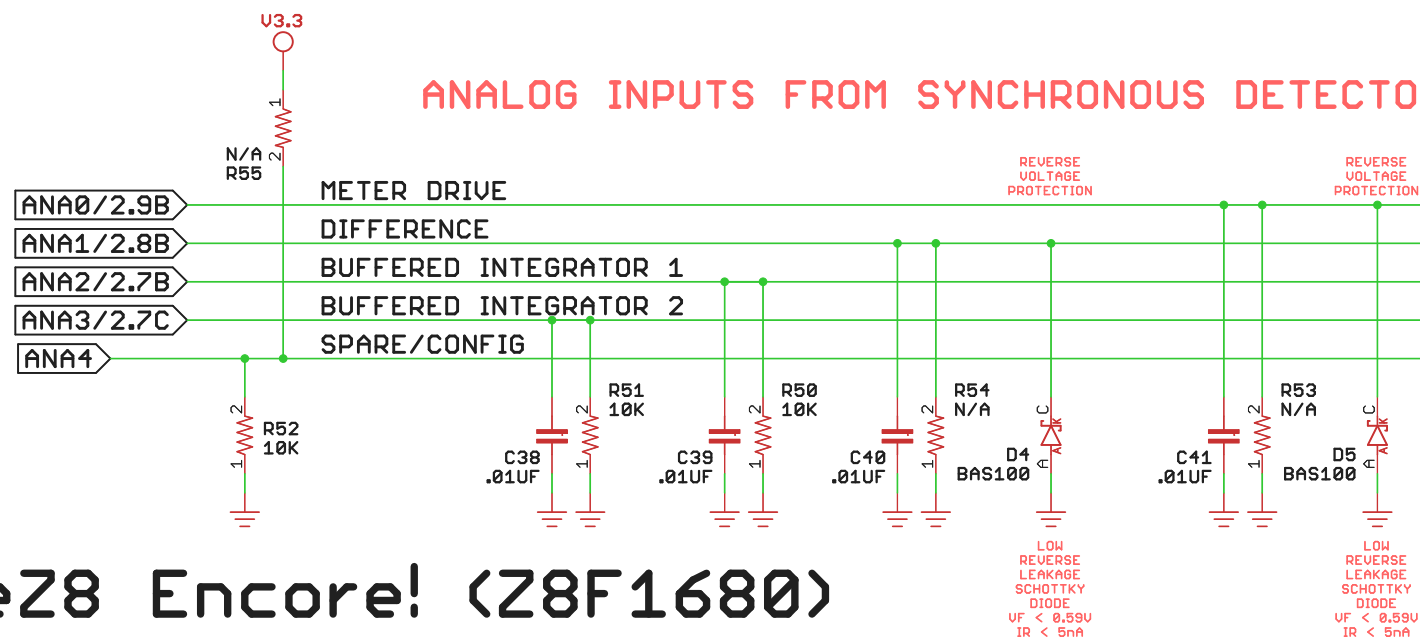 V3.3
ANALOG INPUTS FROM SYNCHRONOUS DETECTO
1
2
N/A
R55
REVERSE
VOLTAGE
PROTECTION
REVERSE
VOLTAGE
PROTECTION
ANA0/2.9B
METER DRIVE
ANA1/2.8B
DIFFERENCE
ANA2/2.7B
BUFFERED INTEGRATOR 1
ANA3/2.7C
BUFFERED INTEGRATOR 2
ANA4
SPARE/CONFIG
2
R52
10K
1
C38
.01UF
2
R51
10K
1
C39
.01UF
2
R50
10K
1
C40
.01UF
2
R54
N/A
1
C
K
D4
BAS100
A
A
C41
.01UF
2
R53
N/A
1
C
K
D5
BAS100
A
A
LOW
REVERSE
LEAKAGE
SCHOTTKY
DIODE
VF < 0.59V
IR < 5nA
LOW
REVERSE
LEAKAGE
SCHOTTKY
DIODE
VF < 0.59V
IR < 5nA
eZ8 Encore! (Z8F1680)